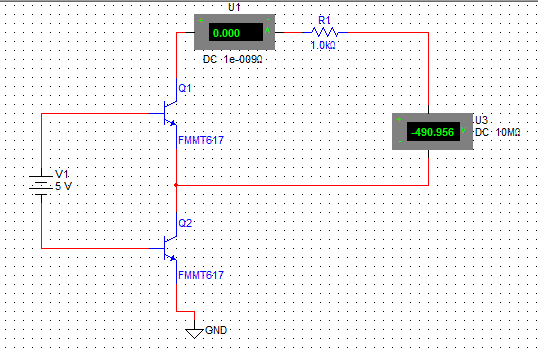 U1
+ 0.000 A
DC 1e-009Ω
R1
1.0kΩ
Q1
FMMT617
+ -490.956
U3
DC 10MΩ
V1
5 V
Q2
FMMT617
GND